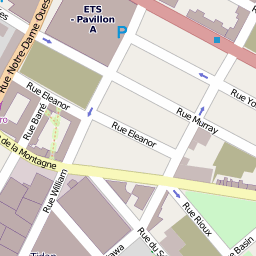 ETS
- Pavillon
A
P
Rue Notre-Dame Oues
Rue Eleanor
Rue Yo
Rue Murray
Rue Barré
Rue Eleanor
de la Montagne
Rue William
Rue Rioux
Rue du S
Basin